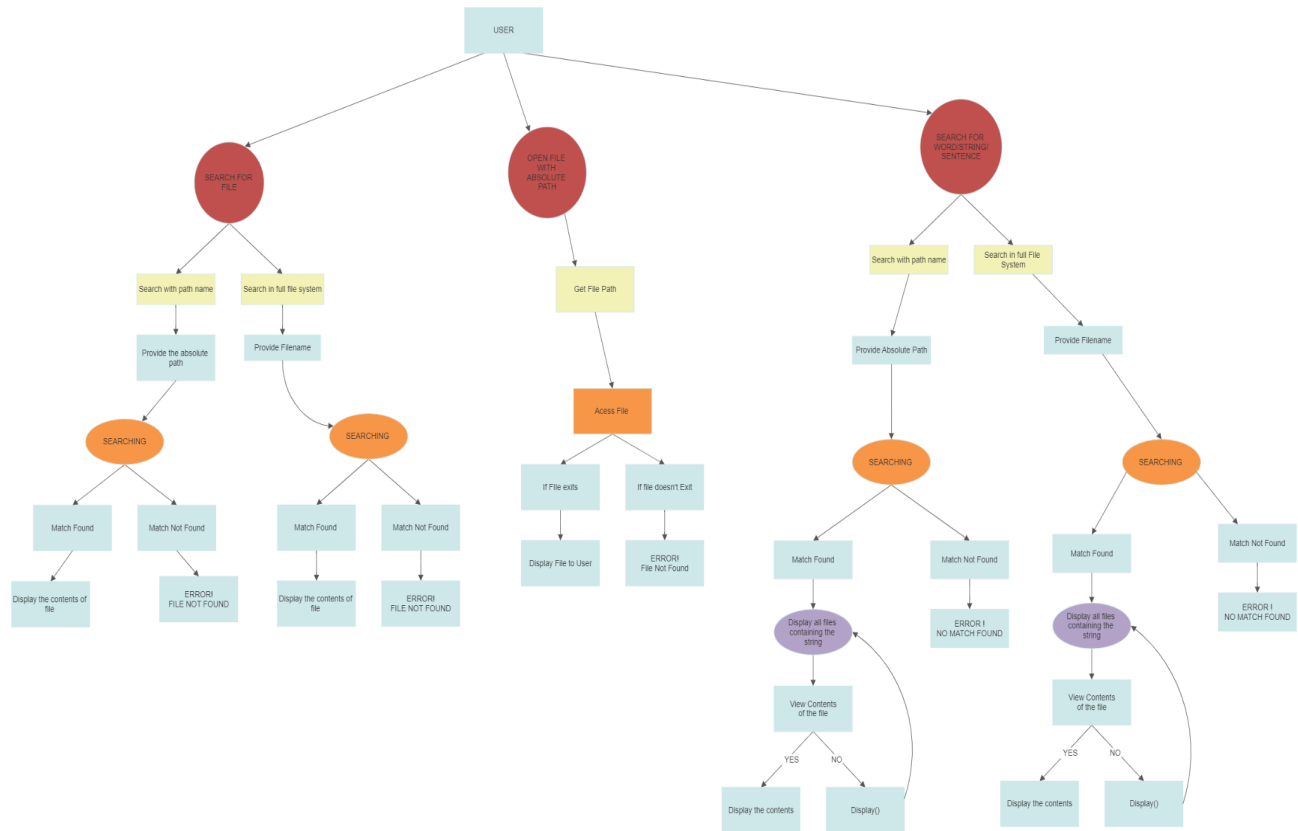 USER
SEARCH FOR
FILE
OPEN FILE
WITH
ABSOLUTE
PATH
SEARCH FOR
WORD/STRING/
SENTENCE
Search with path name
Search in full file system
Provide the absolute
path
Provide Filename
SEARCHING
SEARCHING
Match Found
Match Not Found
Match Found
Match Not Found
Display the contents of
file
ERROR!
FILE NOT FOUND
Display the contents of
file
ERROR!
FILE NOT FOUND
Get File Path
Acess File
If FIle exits
If file doesn't Exit
Display File to User
ERROR!
File Not Found
Search with path name
Search in full File
System
Provide Absolute Path
Provide Filename
SEARCHING
SEARCHING
Match Found
Match Not Found
Display all files
containing the
string
ERROR !
NO MATCH FOUND
View Contents
of the file
YES
NO
Display the contents
Display()
Match Found
Match Not Found
Display all files
containing the
string
ERROR !
NO MATCH FOUND
View Contents
of the file
YES
NO
Display the contents
Display()